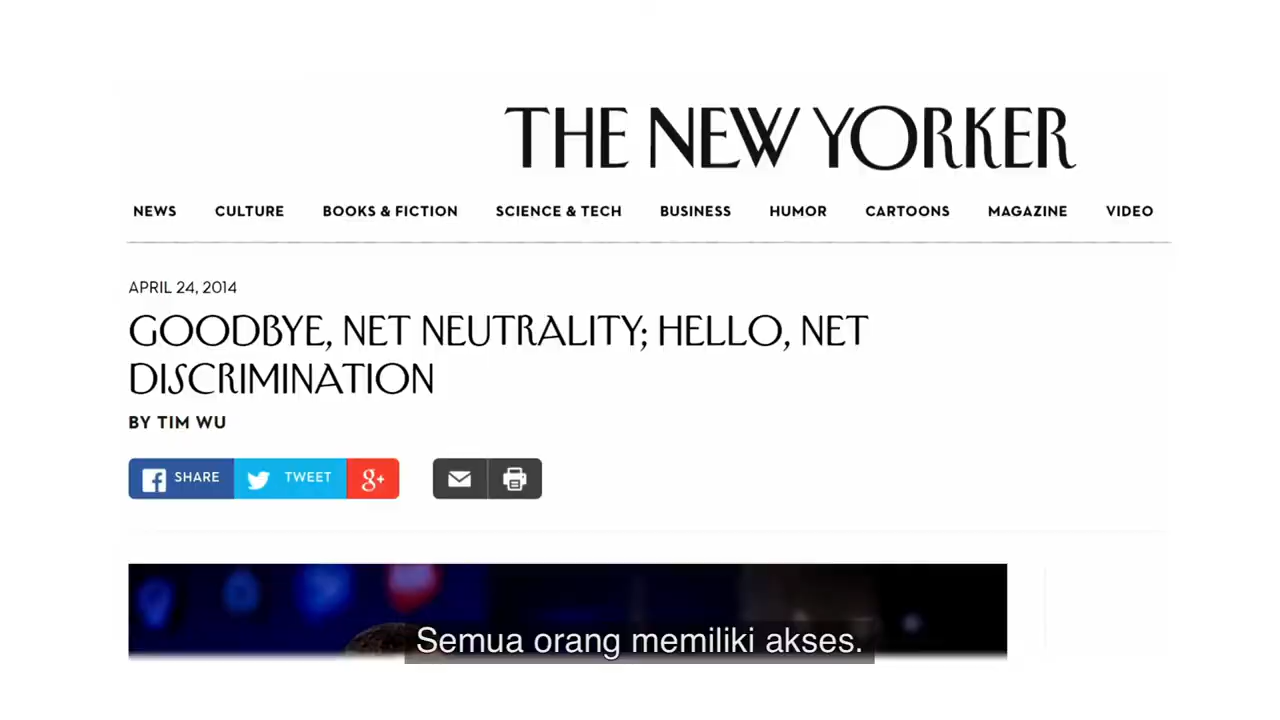 THE NEW YORKER
NEWS CULTURE BOOKS & FICTION SCIENCE & TECH BUSINESS HUMOR CARTOONS MAGAZINE VIDEO
APRIL 24, 2014
GOODBYE, NET NEUTRALITY; HELLO, NET
DISCRIMINATION
BY TIM WU
SHARE TWEET g+
Semua orang memiliki akses.